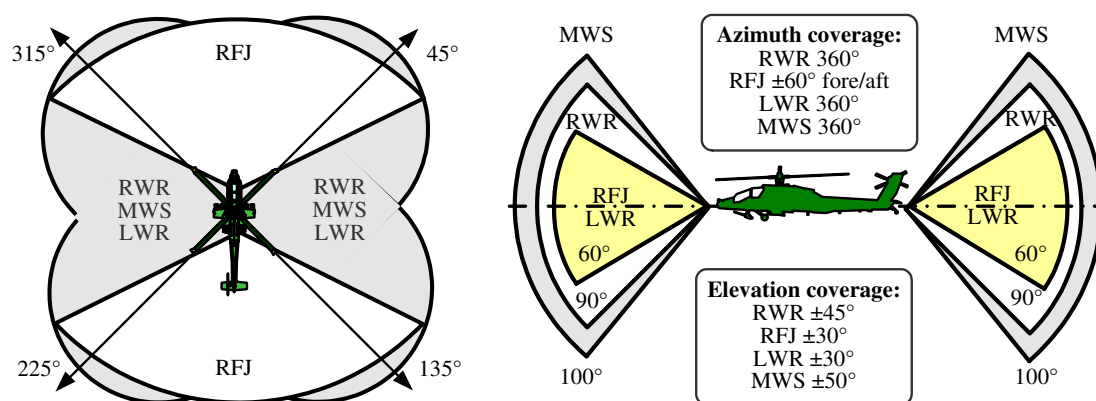 315°
RFJ
45°
RWR
MWS
LWR
RWR
MWS
LWR
225°
RFJ
135°
MWS
RWR
RFJ
LWR
60°
90°
100°
Azimuth coverage:
RWR 360°
RFJ ±60° fore/aft
LWR 360°
MWS 360°
Elevation coverage:
RWR ±45°
RFJ ±30°
LWR ±30°
MWS ±50°
MWS
RWR
RFJ
LWR
60°
90°
100°